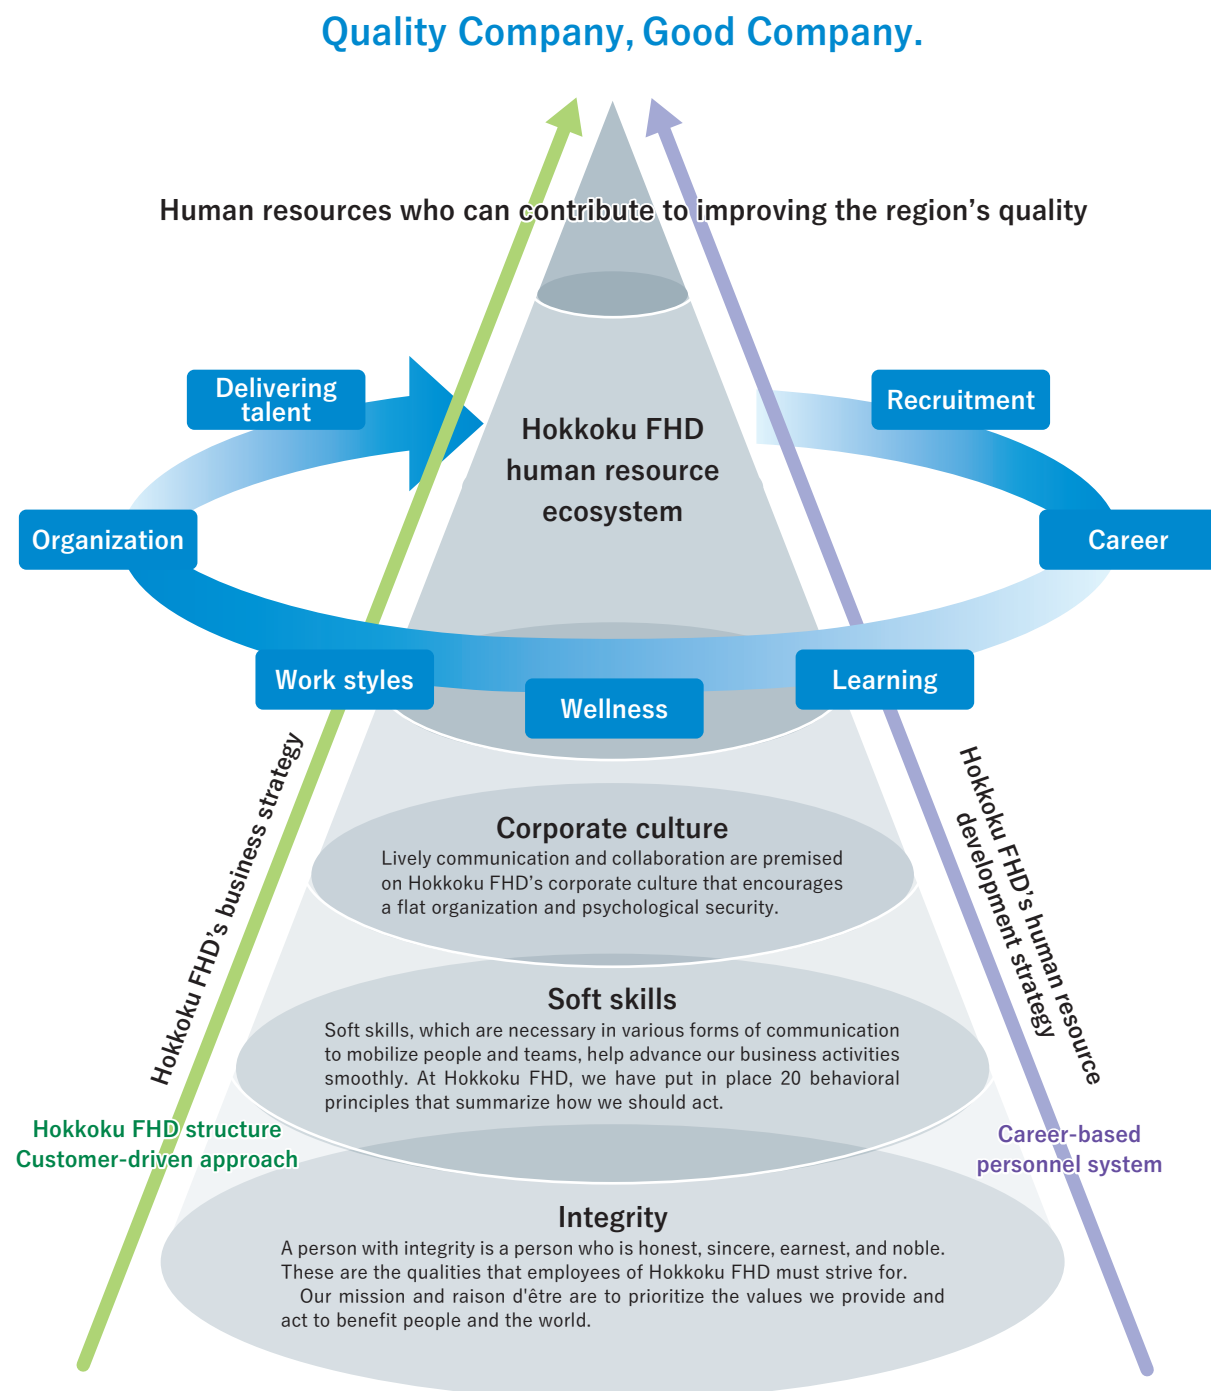 Quality Company, Good Company.
Human resources who can contribute to improving the region's quality
Delivering
talent
Recruitment
Hokkoku FHD
human resource
ecosystem
Organization
Career
Work styles
Wellness
Learning
Hokkoku FHD's business strategy
Hokkoku FHD's human resource
development strategy
Corporate culture
Lively communication and collaboration are premised
on Hokkoku FHD's corporate culture that encourages
a flat organization and psychological security.
Soft skills
Soft skills, which are necessary in various forms of communication
to mobilize people and teams, help advance our business activities
smoothly. At Hokkoku FHD, we have put in place 20 behavioral
principles that summarize how we should act.
Hokkoku FHD structure
Customer-driven approach
Career-based
personnel system
Integrity
A person with integrity is a person who is honest, sincere, earnest, and noble.
These are the qualities that employees of Hokkoku FHD must strive for.
Our mission and raison d'être are to prioritize the values we provide and
act to benefit people and the world.